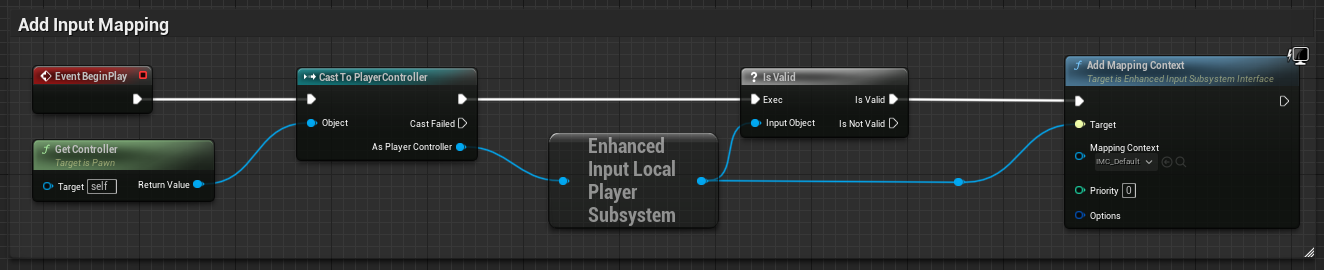 Add Input Mapping
Event BeginPlay
Get Controller
Target is Pawn
Target self
Return Value
Cast To PlayerController
Object
Cast Failed
As Player Controller
Enhanced
Input Local
Player
Subsystem
? Is Valid
Exec
Is Valid
Input Object
Is Not Valid
Add Mapping Context
Target is Enhanced Input Subsystem Interface
Target
Mapping Context
IMC_Default
Priority 0
Options